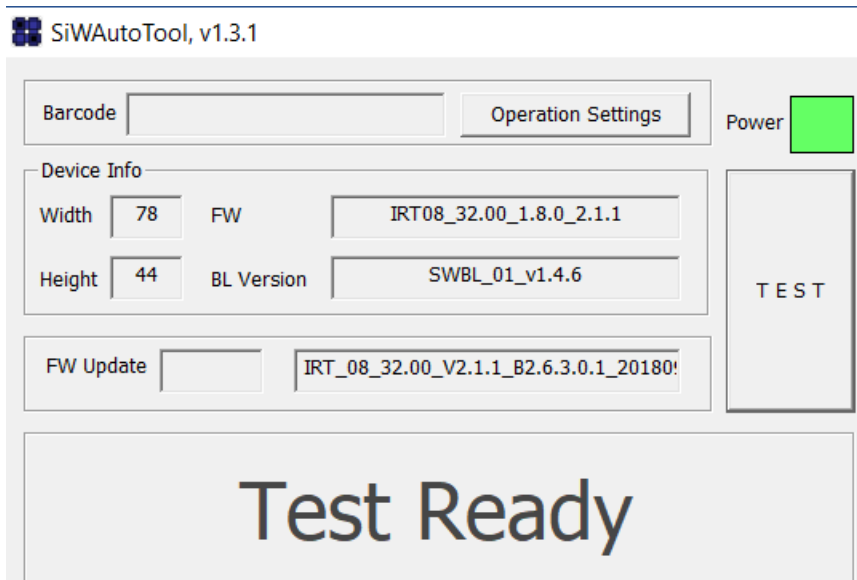 SiWAutoTool, v1.3.1
Barcode
Operation Settings
Power
Device Info
Width 78 FW IRT08_32.00_1.8.0_2.1.1
Height 44 BL Version SWBL_01_v1.4.6
TEST
FW Update IRT_08_32.00_V2.1.1_B2.6.3.0.1_20180
Test Ready